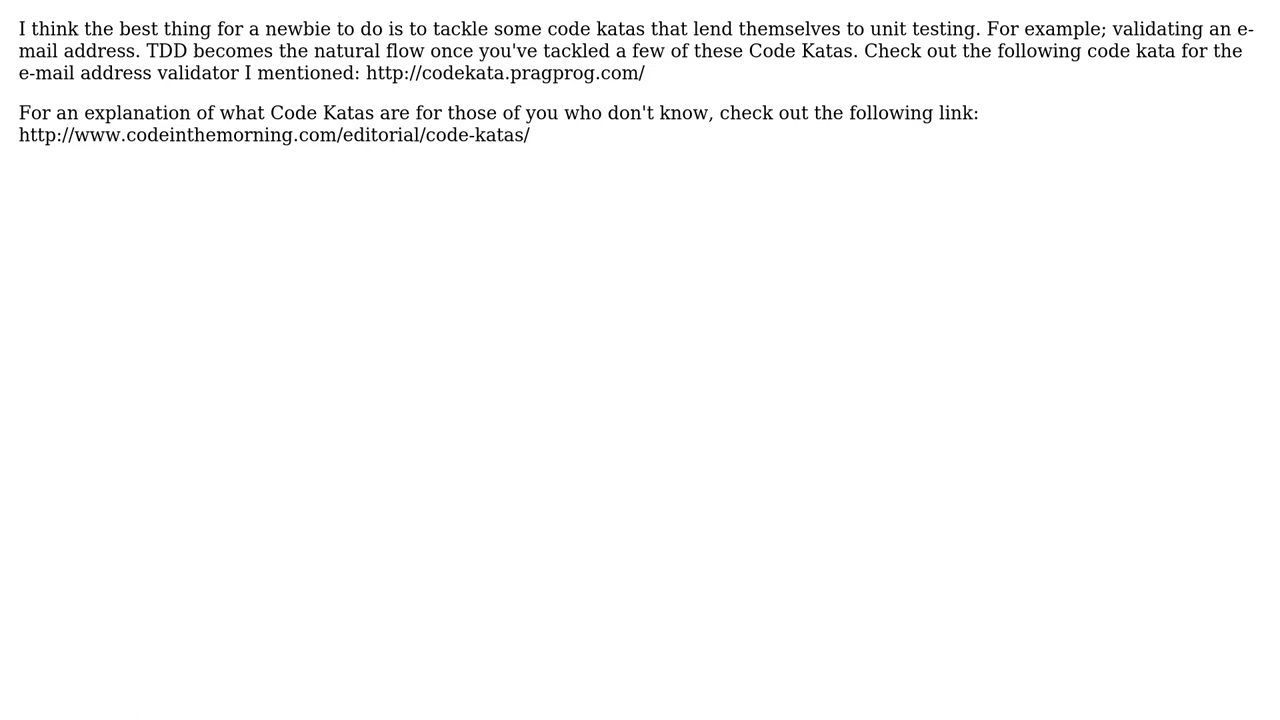 I think the best thing for a newbie to do is to tackle some code katas that lend themselves to unit testing. For example; validating an e-
mail address. TDD becomes the natural flow once you've tackled a few of these Code Katas. Check out the following code kata for the
e-mail address validator I mentioned: http://codekata.pragprog.com/
For an explanation of what Code Katas are for those of you who don't know, check out the following link:
http://www.codeinthemorning.com/editorial/code-katas/